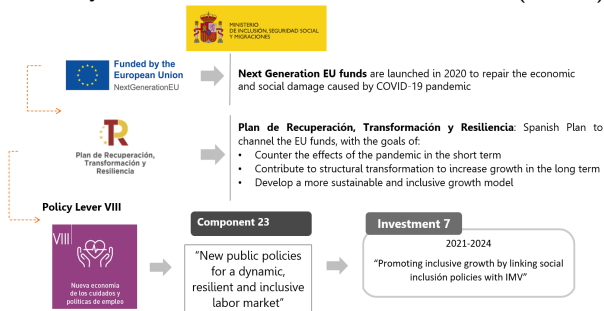 MINISTERIO
DE INCLUSIÓN, SEGURIDAD SOCIAL
Y MIGRACIONES
Funded by the
European Union
NextGenerationEU
Next Generation EU funds are launched in 2020 to repair the economic
and social damage caused by COVID-19 pandemic
Plan de Recuperación,
Transformación y
Resiliencia
Plan de Recuperación, Transformación y Resiliencia: Spanish Plan to
channel the EU funds, with the goals of:
• Counter the effects of the pandemic in the short term
• Contribute to structural transformation to increase growth in the long term
• Develop a more sustainable and inclusive growth model
Policy Lever VIII
VIII
Nueva economía
de los cuidados y
políticas de empleo
Component 23
"New public policies
for a dynamic,
resilient and inclusive
labor market"
Investment 7
2021-2024
"Promoting inclusive growth by linking social
inclusion policies with IMV"